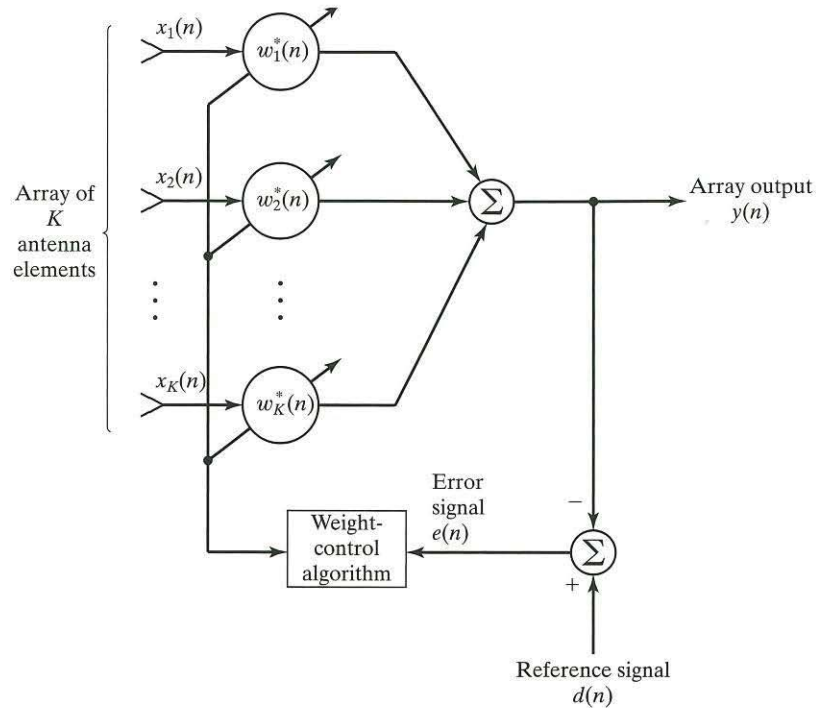 x₁(n)
w₁*(n)
x₂(n)
w₂*(n)
Σ
Array output
y(n)
Array of
K
antenna
elements
x_K(n)
w_K*(n)
Error
signal
e(n)
−
Weight-
control
algorithm
Σ
+
Reference signal
d(n)